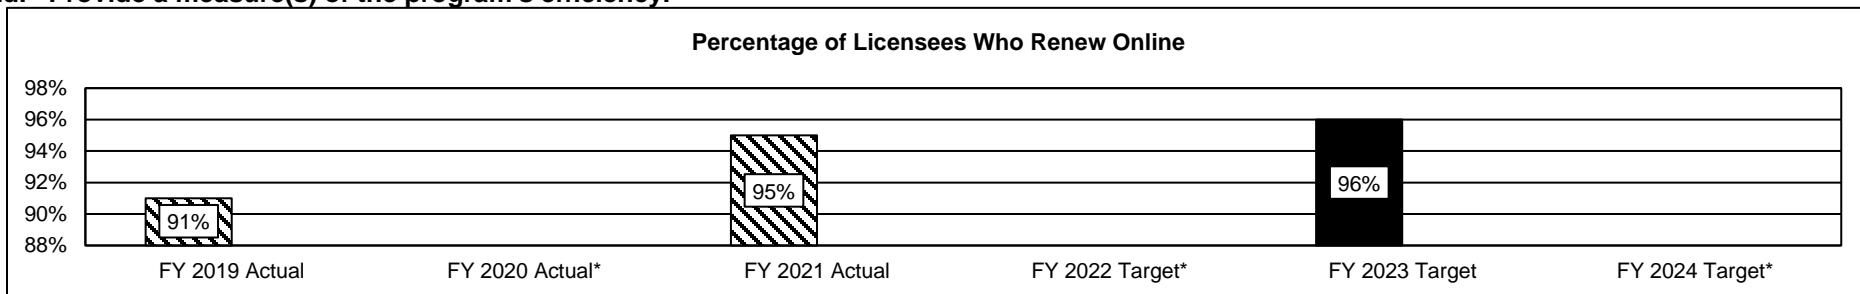 Provide a measure(s) of the program's efficiency.
Percentage of Licensees Who Renew Online
98%
96%
94%
92%
90%
88%
91%
95%
96%
FY 2019 Actual
FY 2020 Actual*
FY 2021 Actual
FY 2022 Target*
FY 2023 Target
FY 2024 Target*